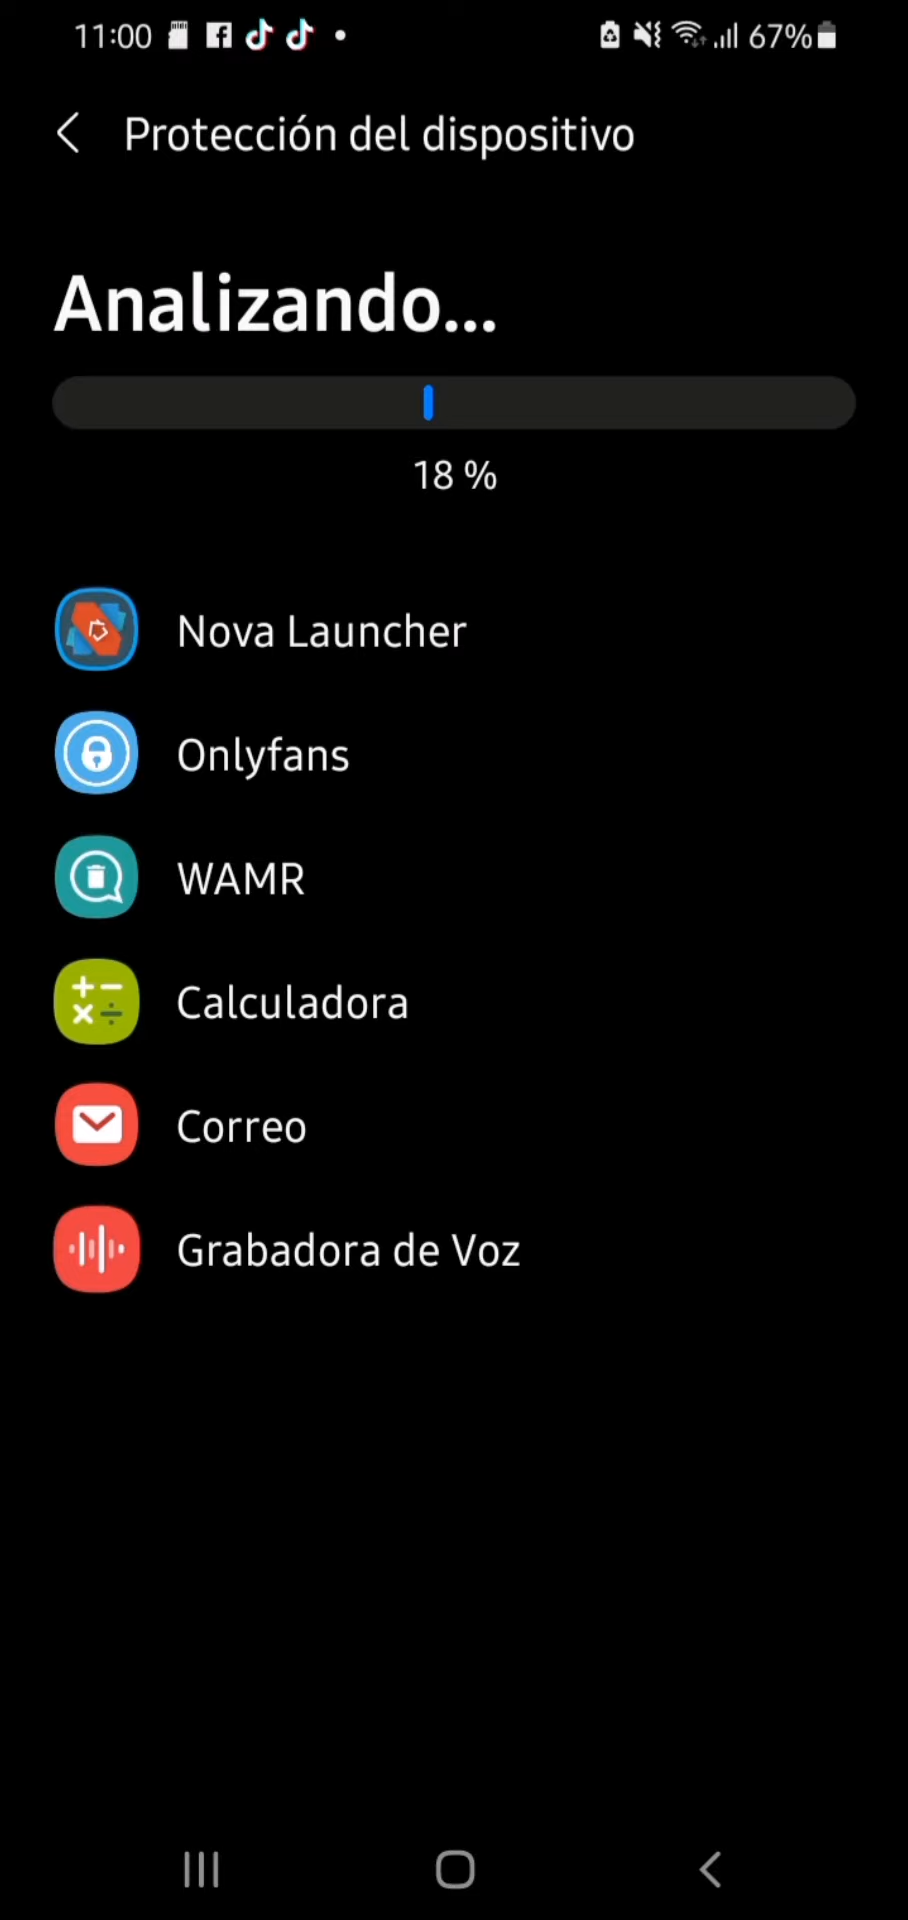 11:00 67%
Protección del dispositivo
Analizando...
18 %
Nova Launcher
Onlyfans
WAMR
Calculadora
Correo
Grabadora de Voz